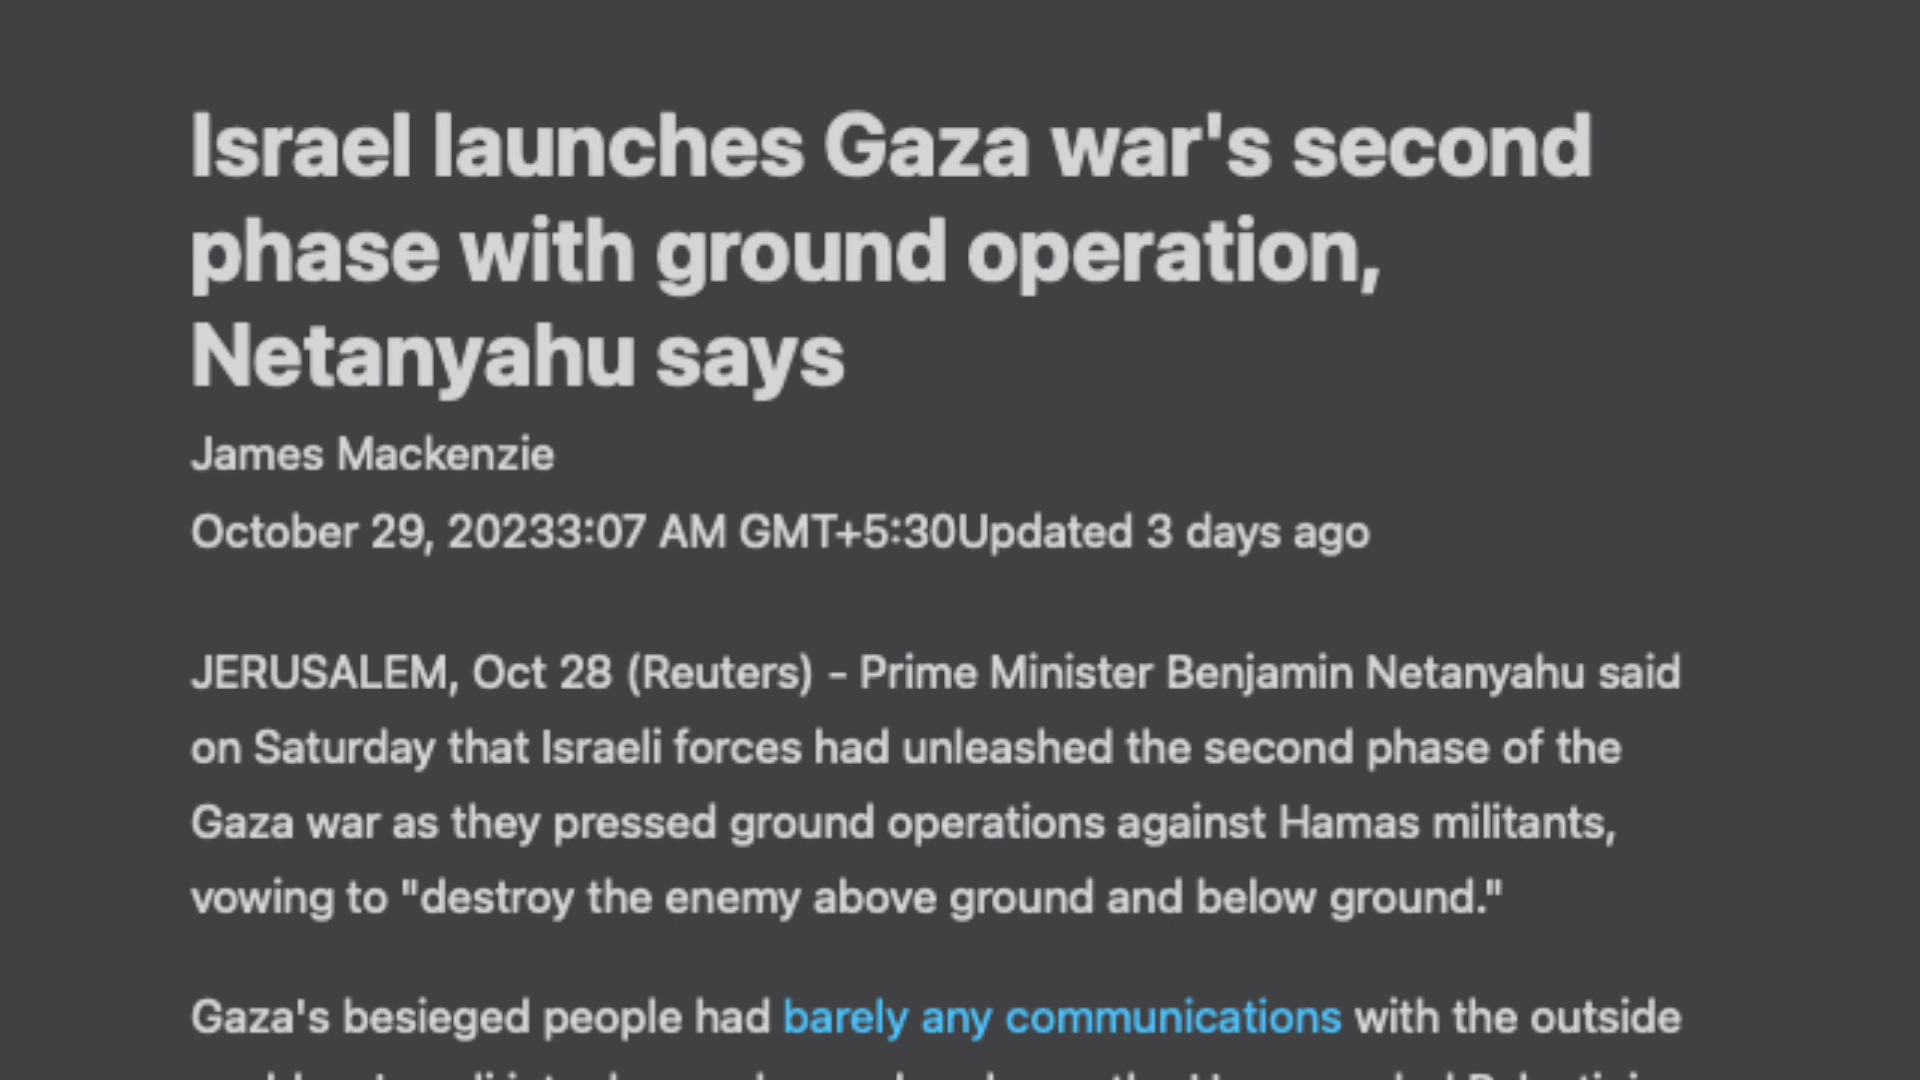 Israel launches Gaza war's second
phase with ground operation,
Netanyahu says
James Mackenzie
October 29, 20233:07 AM GMT+5:30Updated 3 days ago
JERUSALEM, Oct 28 (Reuters) - Prime Minister Benjamin Netanyahu said
on Saturday that Israeli forces had unleashed the second phase of the
Gaza war as they pressed ground operations against Hamas militants,
vowing to "destroy the enemy above ground and below ground."
Gaza's besieged people had barely any communications with the outside